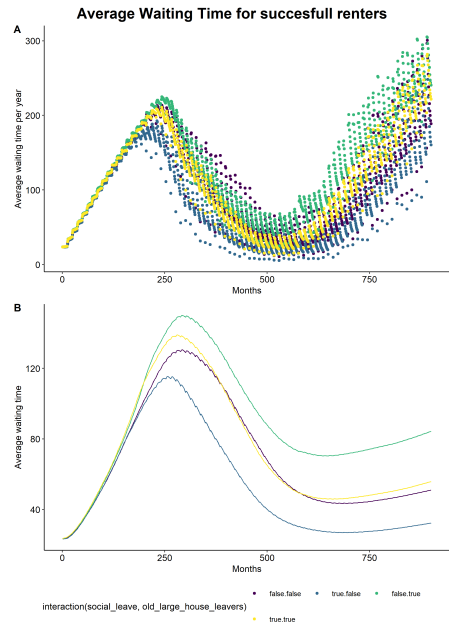 Average Waiting Time for succesfull renters
A
Average waiting time per year
300
200
100
0
0 250 500 750
Months
B
Average waiting time
120
80
40
0 250 500 750
Months
interaction(social_leave, old_large_house_leavers)
false.false true.false false.true
true.true